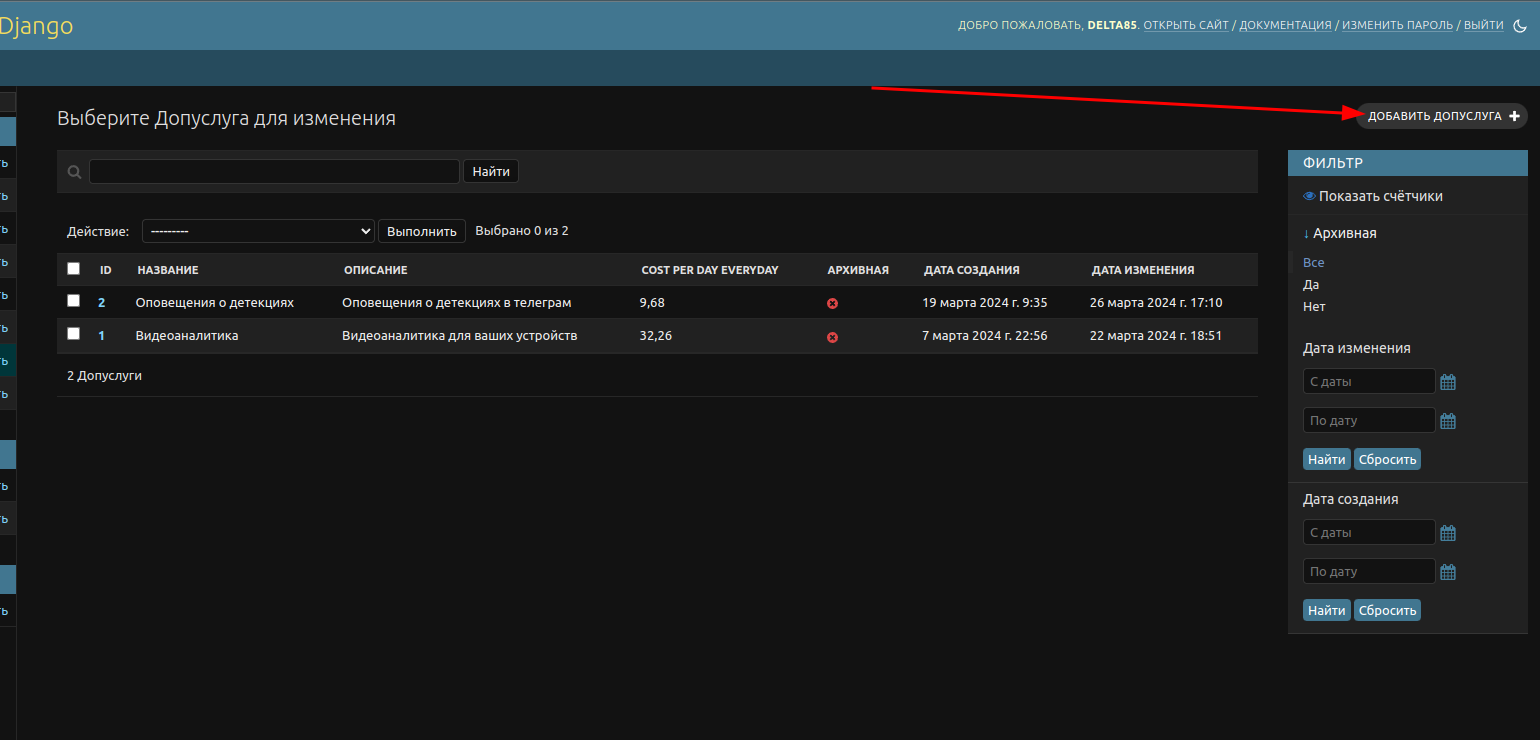 Django
ДОБРО ПОЖАЛОВАТЬ, DELTA85. ОТКРЫТЬ САЙТ / ДОКУМЕНТАЦИЯ / ИЗМЕНИТЬ ПАРОЛЬ / ВЫЙТИ
Выберите Допуслуга для изменения
ДОБАВИТЬ ДОПУСЛУГА
Найти
Действие: --------- Выполнить Выбрано 0 из 2
ID НАЗВАНИЕ ОПИСАНИЕ COST PER DAY EVERYDAY АРХИВНАЯ ДАТА СОЗДАНИЯ ДАТА ИЗМЕНЕНИЯ
2 Оповещения о детекциях Оповещения о детекциях в телеграм 9,68 19 марта 2024 г. 9:35 26 марта 2024 г. 17:10
1 Видеоаналитика Видеоаналитика для ваших устройств 32,26 7 марта 2024 г. 22:56 22 марта 2024 г. 18:51
2 Допуслуги
ФИЛЬТР
Показать счётчики
↓ Архивная
Все
Да
Нет
Дата изменения
С даты
По дату
Найти Сбросить
Дата создания
С даты
По дату
Найти Сбросить
ть
ть
ть
ть
ть
ть
ть
ть
ть
ть
ть